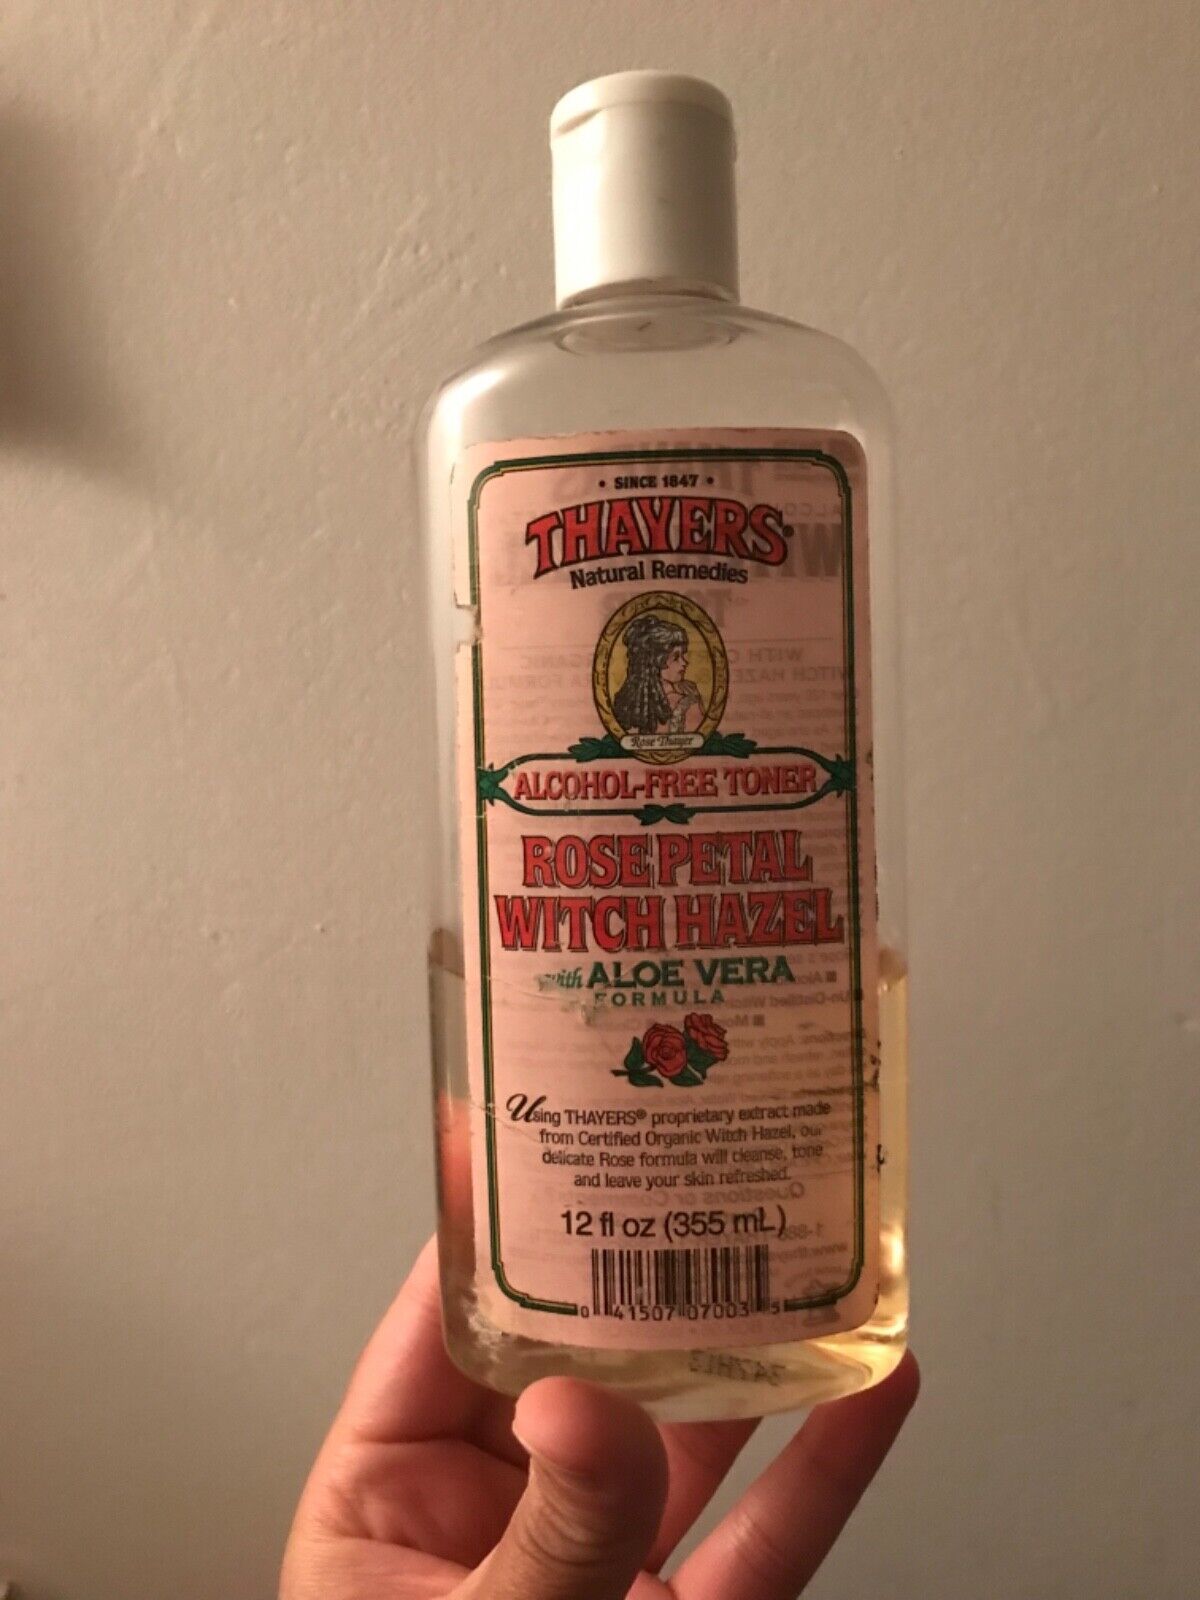 • SINCE 1847 •
THAYERS®
Natural Remedies
Rose Thayer
ALCOHOL-FREE TONER
ROSE PETAL
WITCH HAZEL
with ALOE VERA
FORMULA
Using THAYERS® proprietary extract made
from Certified Organic Witch Hazel, our
delicate Rose formula will cleanse, tone
and leave your skin refreshed.
12 fl oz (355 mL)
0 41507 07003 5